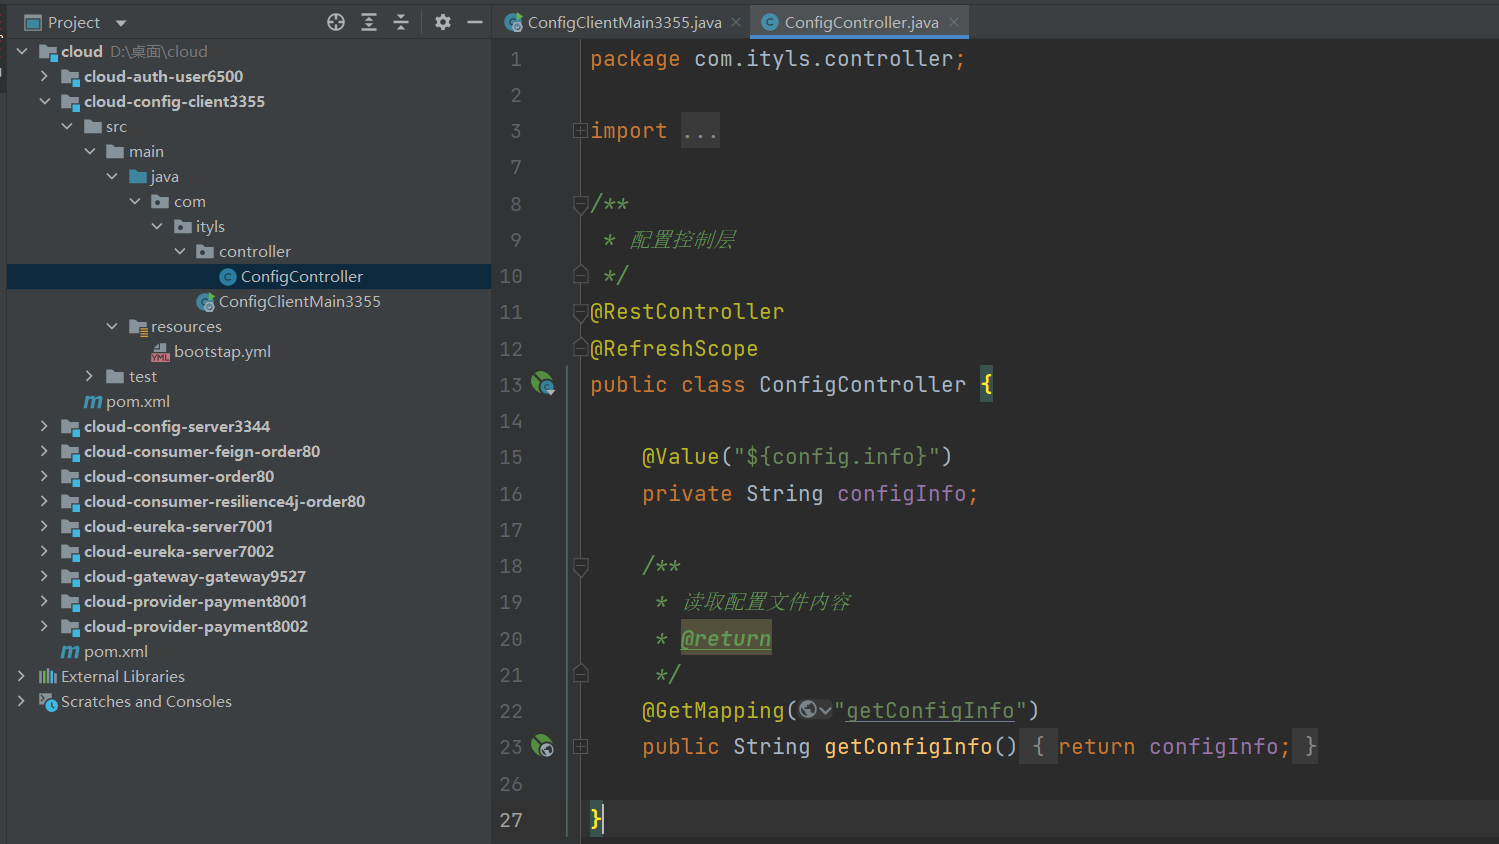 Project
cloud D:\桌面\cloud
cloud-auth-user6500
cloud-config-client3355
src
main
java
com
ityls
controller
ConfigController
ConfigClientMain3355
resources
bootstap.yml
test
pom.xml
cloud-config-server3344
cloud-consumer-feign-order80
cloud-consumer-order80
cloud-consumer-resilience4j-order80
cloud-eureka-server7001
cloud-eureka-server7002
cloud-gateway-gateway9527
cloud-provider-payment8001
cloud-provider-payment8002
pom.xml
External Libraries
Scratches and Consoles
ConfigClientMain3355.java ConfigController.java
1 package com.ityls.controller;
2
3 import ...
7
8 /**
9 * 配置控制层
10 */
11 @RestController
12 @RefreshScope
13 public class ConfigController {
14
15 @Value("${config.info}")
16 private String configInfo;
17
18 /**
19 * 读取配置文件内容
20 * @return
21 */
22 @GetMapping("getConfigInfo")
23 public String getConfigInfo() { return configInfo; }
26
27 }